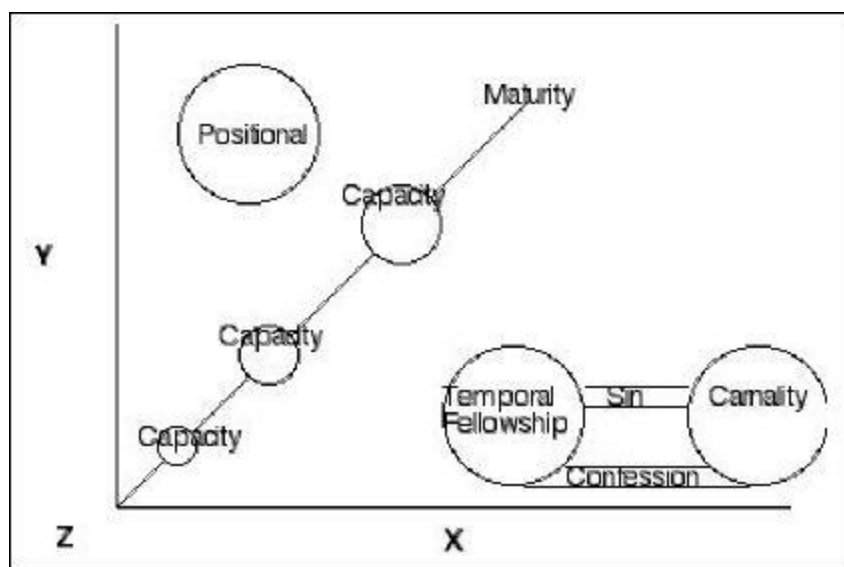 Maturity
Positional
Capacity
Y
Capacity
Temporal
Fellowship
Sin
Carnality
Capacity
Confession
Z
X